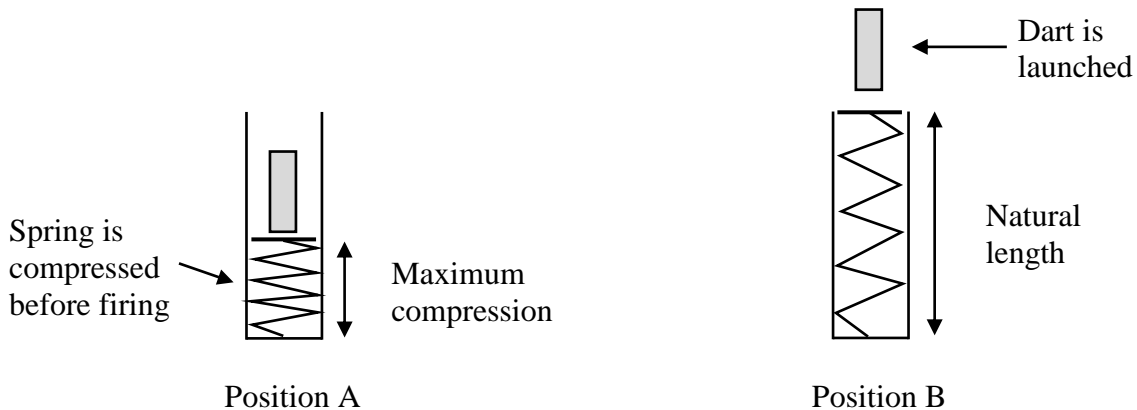 Spring is
compressed
before firing
Maximum
compression
Position A
Dart is
launched
Natural
length
Position B